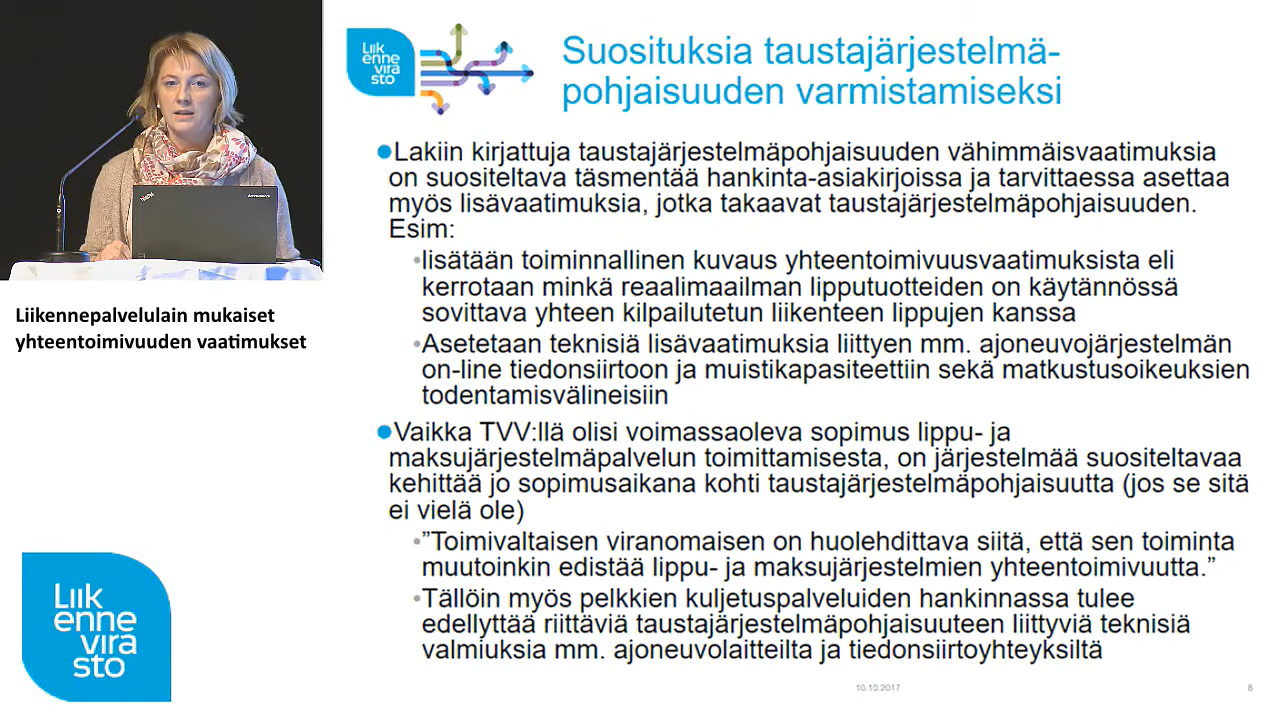 Liik
enne
vira
sto
Suosituksia taustajärjestelmä-
pohjaisuuden varmistamiseksi
Lakiin kirjattuja taustajärjestelmäpohjaisuuden vähimmäisvaatimuksia
on suositeltava täsmentää hankinta-asiakirjoissa ja tarvittaessa asettaa
myös lisävaatimuksia, jotka takaavat taustajärjestelmäpohjaisuuden.
Esim:
lisätään toiminnallinen kuvaus yhteentoimivuusvaatimuksista eli
kerrotaan minkä reaalimaailman lipputuotteiden on käytännössä
sovittava yhteen kilpailutetun liikenteen lippujen kanssa
Asetetaan teknisiä lisävaatimuksia liittyen mm. ajoneuvojärjestelmän
on-line tiedonsiirtoon ja muistikapasiteettiin sekä matkustusoikeuksien
todentamisvälineisiin
Vaikka TVV:llä olisi voimassaoleva sopimus lippu- ja
maksujärjestelmäpalvelun toimittamisesta, on järjestelmää suositeltavaa
kehittää jo sopimusaikana kohti taustajärjestelmäpohjaisuutta (jos se sitä
ei vielä ole)
”Toimivaltaisen viranomaisen on huolehdittava siitä, että sen toiminta
muutoinkin edistää lippu- ja maksujärjestelmien yhteentoimivuutta.”
Tällöin myös pelkkien kuljetuspalveluiden hankinnassa tulee
edellyttää riittäviä taustajärjestelmäpohjaisuuteen liittyviä teknisiä
valmiuksia mm. ajoneuvolaitteilta ja tiedonsiirtoyhteyksiltä
10.10.2017
8
Liikennepalvelulain mukaiset
yhteentoimivuuden vaatimukset
Liik
enne
vira
sto